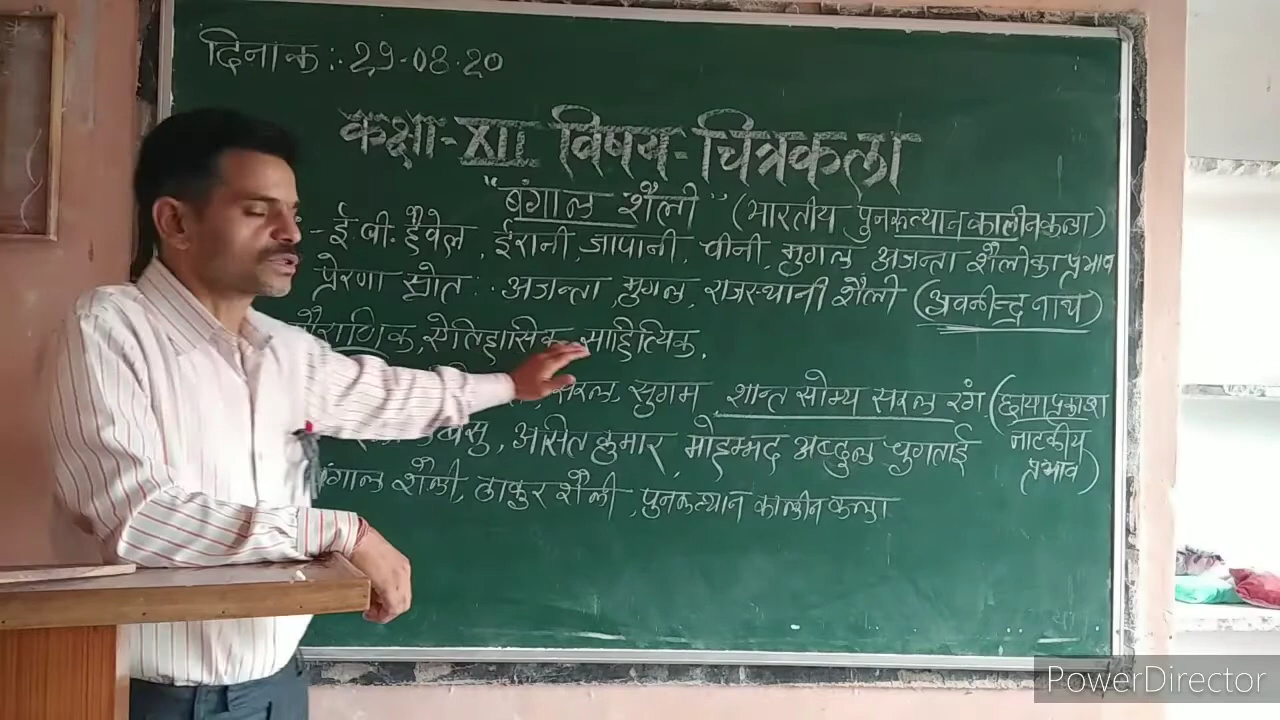 दिनाक :- 29-08-20
कक्षा-XII विषय-चित्रकला
"बंगाल शैली" (भारतीय पुनरुत्थान कालीन कला)
- ई.वी. हैवेल, ईरानी, जापानी, चीनी, मुगल अजन्ता शैली का प्रभाव
प्रेरणा स्रोत :- अजन्ता, मुगल, राजस्थानी शैली (अवनीन्द्र नाथ)
पौराणिक, ऐतिहासिक, साहित्यिक,
सरल, सुगम शान्त सोम्य सरल रंग (छाया प्रकाश
बसु, असित कुमार, मोहम्मद अब्दुल चुगताई नाटकीय
प्रभाव)
बंगाल शैली, ठाकुर शैली, पुनरुत्थान कालीन कला
PowerDirector